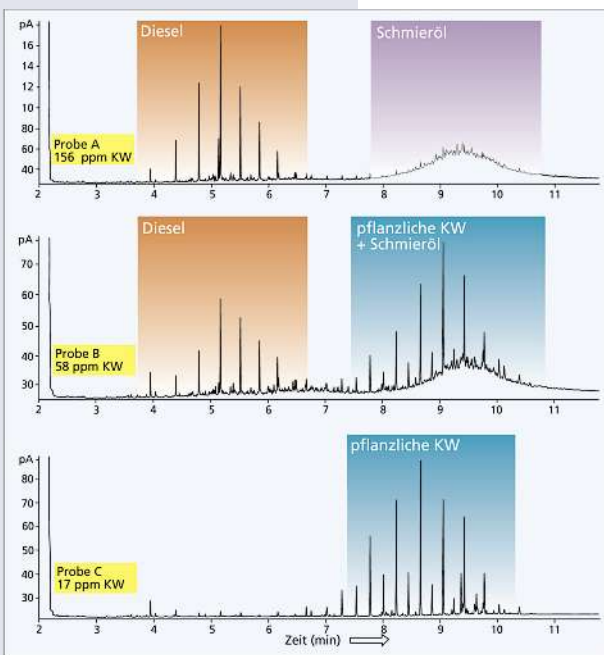 pA
Diesel
Schmieröl
16
14
12
10
80
60
40
Probe A
156 ppm KW
2 3 4 5 6 7 8 9 10 11
pA
Diesel
pflanzliche KW
+ Schmieröl
70
60
50
40
30
Probe B
58 ppm KW
2 3 4 5 6 7 8 9 10 11
pA
pflanzliche KW
80
70
60
50
40
30
Probe C
17 ppm KW
2 3 4 5 6 7 8 9 10 11
Zeit (min)